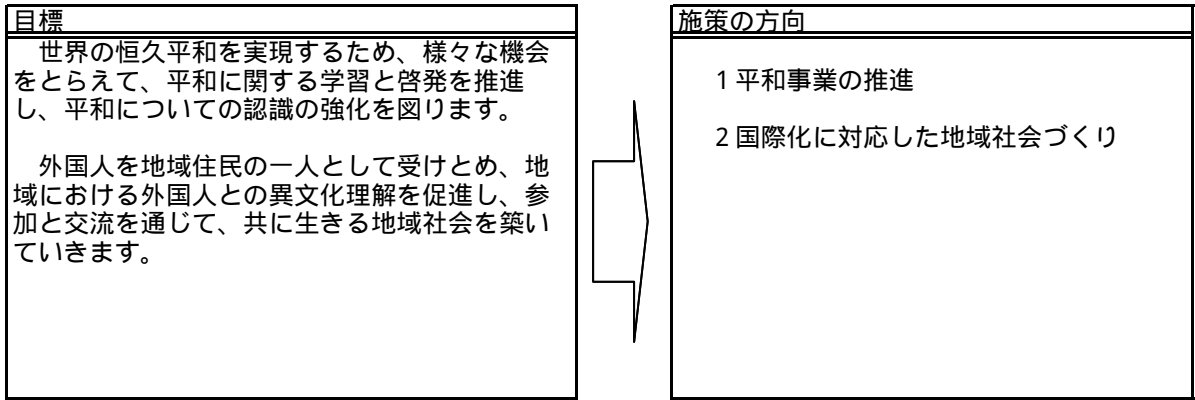 目標
世界の恒久平和を実現するため、様々な機会
をとらえて、平和に関する学習と啓発を推進
し、平和についての認識の強化を図ります。
外国人を地域住民の一人として受けとめ、地
域における外国人との異文化理解を促進し、参
加と交流を通じて、共に生きる地域社会を築い
ていきます。
施策の方向
1 平和事業の推進
2 国際化に対応した地域社会づくり